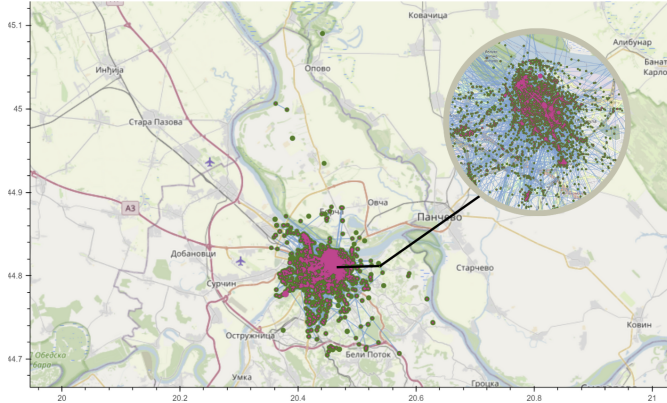 45.1
Ковачица
Алибунар
Опово
Инђија
Банат
Карло
45
Стара Пазова
44.9
A3
Овча
Панчево
Добановци
44.8
Сурчин
Старчево
Ковин
Остружница
44.7
Бели Поток
Умка
Гроцка
20
20.2
20.4
20.6
20.8
21